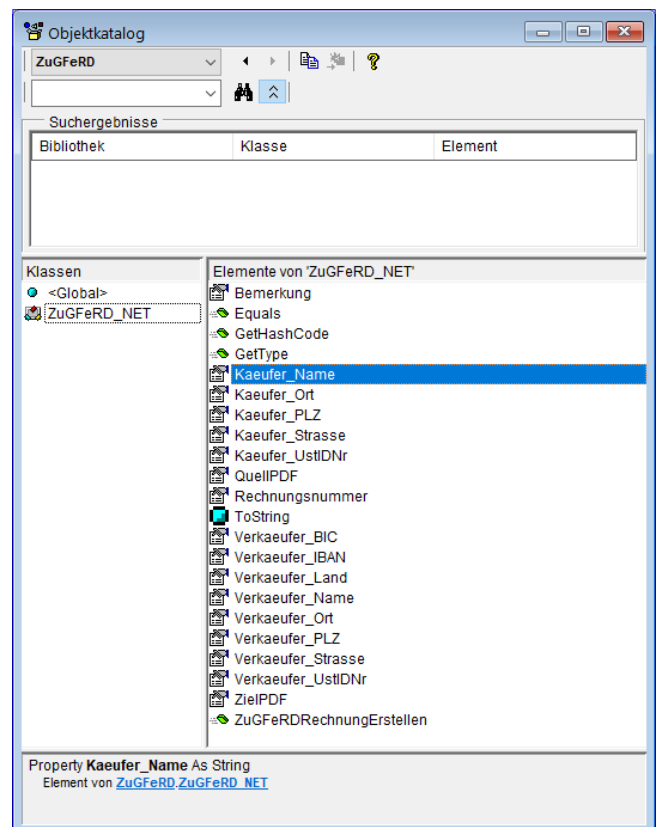 Objektkatalog
ZuGFeRD
Suchergebnisse
Bibliothek Klasse Element
Klassen
<Global>
ZuGFeRD_NET
Elemente von 'ZuGFeRD_NET'
Bemerkung
Equals
GetHashCode
GetType
Kaeufer_Name
Kaeufer_Ort
Kaeufer_PLZ
Kaeufer_Strasse
Kaeufer_UstIDNr
QuellPDF
Rechnungsnummer
ToString
Verkaeufer_BIC
Verkaeufer_IBAN
Verkaeufer_Land
Verkaeufer_Name
Verkaeufer_Ort
Verkaeufer_PLZ
Verkaeufer_Strasse
Verkaeufer_UstIDNr
ZielPDF
ZuGFeRDRechnungErstellen
Property Kaeufer_Name As String
Element von ZuGFeRD.ZuGFeRD_NET